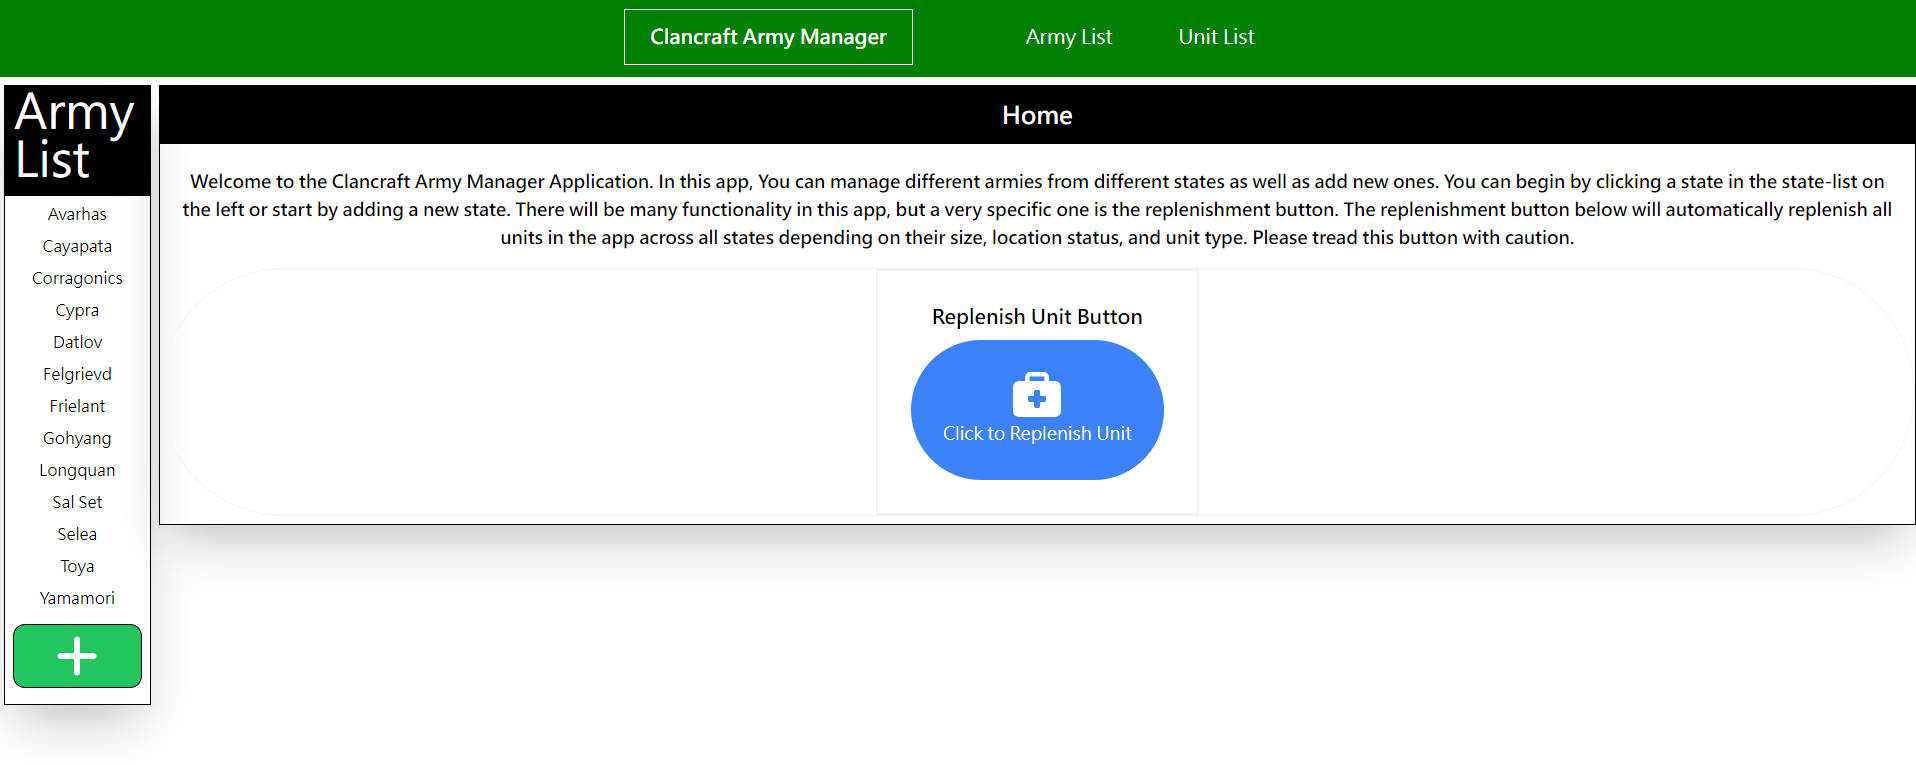 Clancraft Army Manager
Army List
Unit List
Army
List
Avarhas
Cayapata
Corragonics
Cypra
Datlov
Felgrievd
Frielant
Gohyang
Longquan
Sal Set
Selea
Toya
Yamamori
Home
Welcome to the Clancraft Army Manager Application. In this app, You can manage different armies from different states as well as add new ones. You can begin by clicking a state in the state-list on
the left or start by adding a new state. There will be many functionality in this app, but a very specific one is the replenishment button. The replenishment button below will automatically replenish all
units in the app across all states depending on their size, location status, and unit type. Please tread this button with caution.
Replenish Unit Button
Click to Replenish Unit